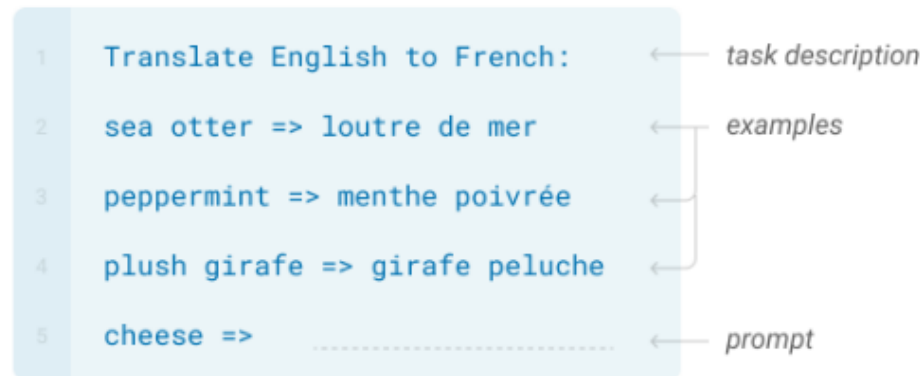 1 Translate English to French: task description
2 sea otter => loutre de mer examples
3 peppermint => menthe poivrée
4 plush girafe => girafe peluche
5 cheese => prompt